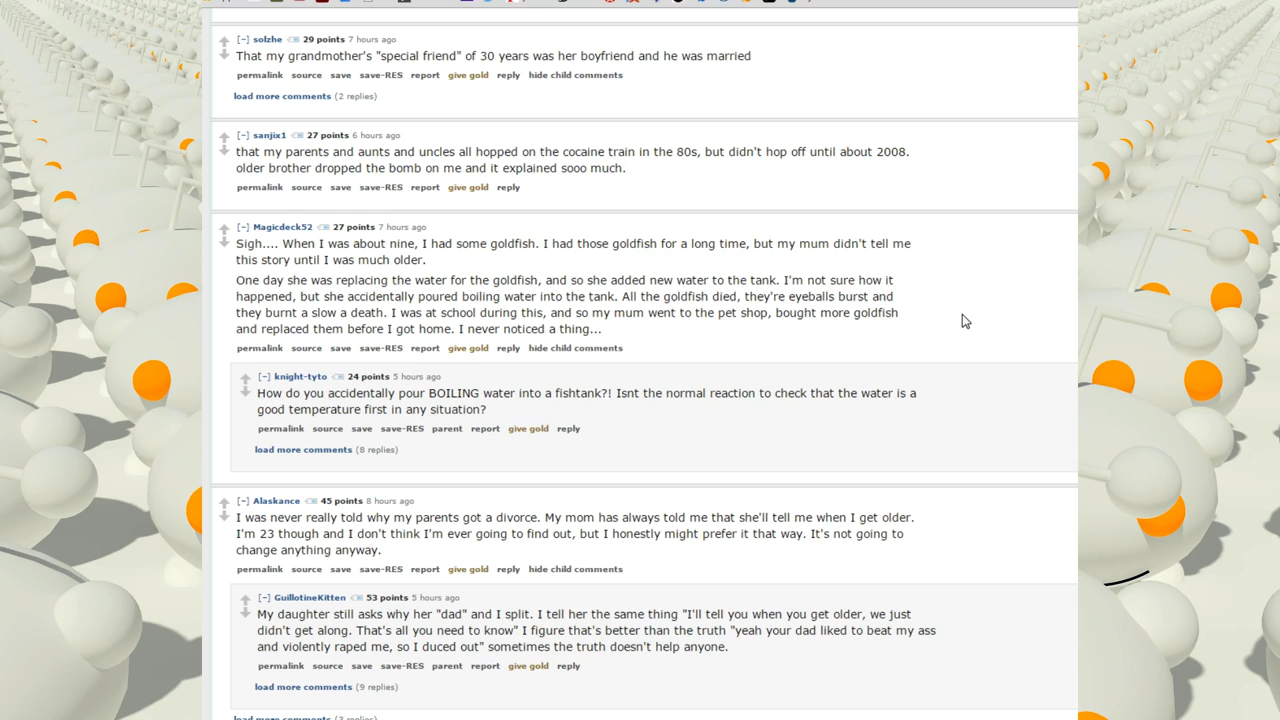 [–] solzhe 29 points 7 hours ago
That my grandmother's "special friend" of 30 years was her boyfriend and he was married
permalink source save save-RES report give gold reply hide child comments
load more comments (2 replies)
[–] sanjix1 27 points 6 hours ago
that my parents and aunts and uncles all hopped on the cocaine train in the 80s, but didn't hop off until about 2008.
older brother dropped the bomb on me and it explained sooo much.
permalink source save save-RES report give gold reply
[–] Magicdeck52 27 points 7 hours ago
Sigh.... When I was about nine, I had some goldfish. I had those goldfish for a long time, but my mum didn't tell me
this story until I was much older.
One day she was replacing the water for the goldfish, and so she added new water to the tank. I'm not sure how it
happened, but she accidentally poured boiling water into the tank. All the goldfish died, they're eyeballs burst and
they burnt a slow a death. I was at school during this, and so my mum went to the pet shop, bought more goldfish
and replaced them before I got home. I never noticed a thing...
permalink source save save-RES report give gold reply hide child comments
[–] knight-tyto 24 points 5 hours ago
How do you accidentally pour BOILING water into a fishtank?! Isnt the normal reaction to check that the water is a
good temperature first in any situation?
permalink source save save-RES parent report give gold reply
load more comments (8 replies)
[–] Alaskance 45 points 8 hours ago
I was never really told why my parents got a divorce. My mom has always told me that she'll tell me when I get older.
I'm 23 though and I don't think I'm ever going to find out, but I honestly might prefer it that way. It's not going to
change anything anyway.
permalink source save save-RES report give gold reply hide child comments
[–] GuillotineKitten 53 points 5 hours ago
My daughter still asks why her "dad" and I split. I tell her the same thing "I'll tell you when you get older, we just
didn't get along. That's all you need to know" I figure that's better than the truth "yeah your dad liked to beat my ass
and violently raped me, so I duced out" sometimes the truth doesn't help anyone.
permalink source save save-RES parent report give gold reply
load more comments (9 replies)
load more comments (3 replies)